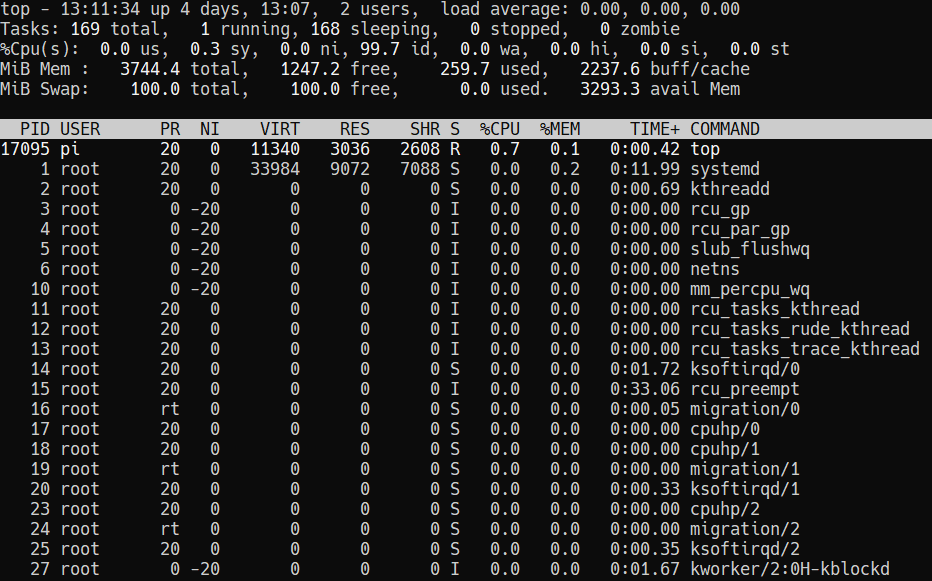 top - 13:11:34 up 4 days, 13:07,  2 users,  load average: 0.00, 0.00, 0.00
Tasks: 169 total,   1 running, 168 sleeping,   0 stopped,   0 zombie
%Cpu(s):  0.0 us,  0.3 sy,  0.0 ni, 99.7 id,  0.0 wa,  0.0 hi,  0.0 si,  0.0 st
MiB Mem :   3744.4 total,   1247.2 free,    259.7 used,   2237.6 buff/cache
MiB Swap:    100.0 total,    100.0 free,      0.0 used.   3293.3 avail Mem
  PID USER      PR  NI    VIRT    RES    SHR S  %CPU  %MEM     TIME+ COMMAND
17095 pi        20   0   11340   3036   2608 R   0.7   0.1   0:00.42 top
    1 root      20   0   33984   9072   7088 S   0.0   0.2   0:11.99 systemd
    2 root      20   0       0      0      0 S   0.0   0.0   0:00.69 kthreadd
    3 root       0 -20       0      0      0 I   0.0   0.0   0:00.00 rcu_gp
    4 root       0 -20       0      0      0 I   0.0   0.0   0:00.00 rcu_par_gp
    5 root       0 -20       0      0      0 I   0.0   0.0   0:00.00 slub_flushwq
    6 root       0 -20       0      0      0 I   0.0   0.0   0:00.00 netns
   10 root       0 -20       0      0      0 I   0.0   0.0   0:00.00 mm_percpu_wq
   11 root      20   0       0      0      0 I   0.0   0.0   0:00.00 rcu_tasks_kthread
   12 root      20   0       0      0      0 I   0.0   0.0   0:00.00 rcu_tasks_rude_kthread
   13 root      20   0       0      0      0 I   0.0   0.0   0:00.00 rcu_tasks_trace_kthread
   14 root      20   0       0      0      0 S   0.0   0.0   0:01.72 ksoftirqd/0
   15 root      20   0       0      0      0 I   0.0   0.0   0:33.06 rcu_preempt
   16 root      rt   0       0      0      0 S   0.0   0.0   0:00.05 migration/0
   17 root      20   0       0      0      0 S   0.0   0.0   0:00.00 cpuhp/0
   18 root      20   0       0      0      0 S   0.0   0.0   0:00.00 cpuhp/1
   19 root      rt   0       0      0      0 S   0.0   0.0   0:00.00 migration/1
   20 root      20   0       0      0      0 S   0.0   0.0   0:00.33 ksoftirqd/1
   23 root      20   0       0      0      0 S   0.0   0.0   0:00.00 cpuhp/2
   24 root      rt   0       0      0      0 S   0.0   0.0   0:00.00 migration/2
   25 root      20   0       0      0      0 S   0.0   0.0   0:00.35 ksoftirqd/2
   27 root       0 -20       0      0      0 I   0.0   0.0   0:01.67 kworker/2:0H-kblockd